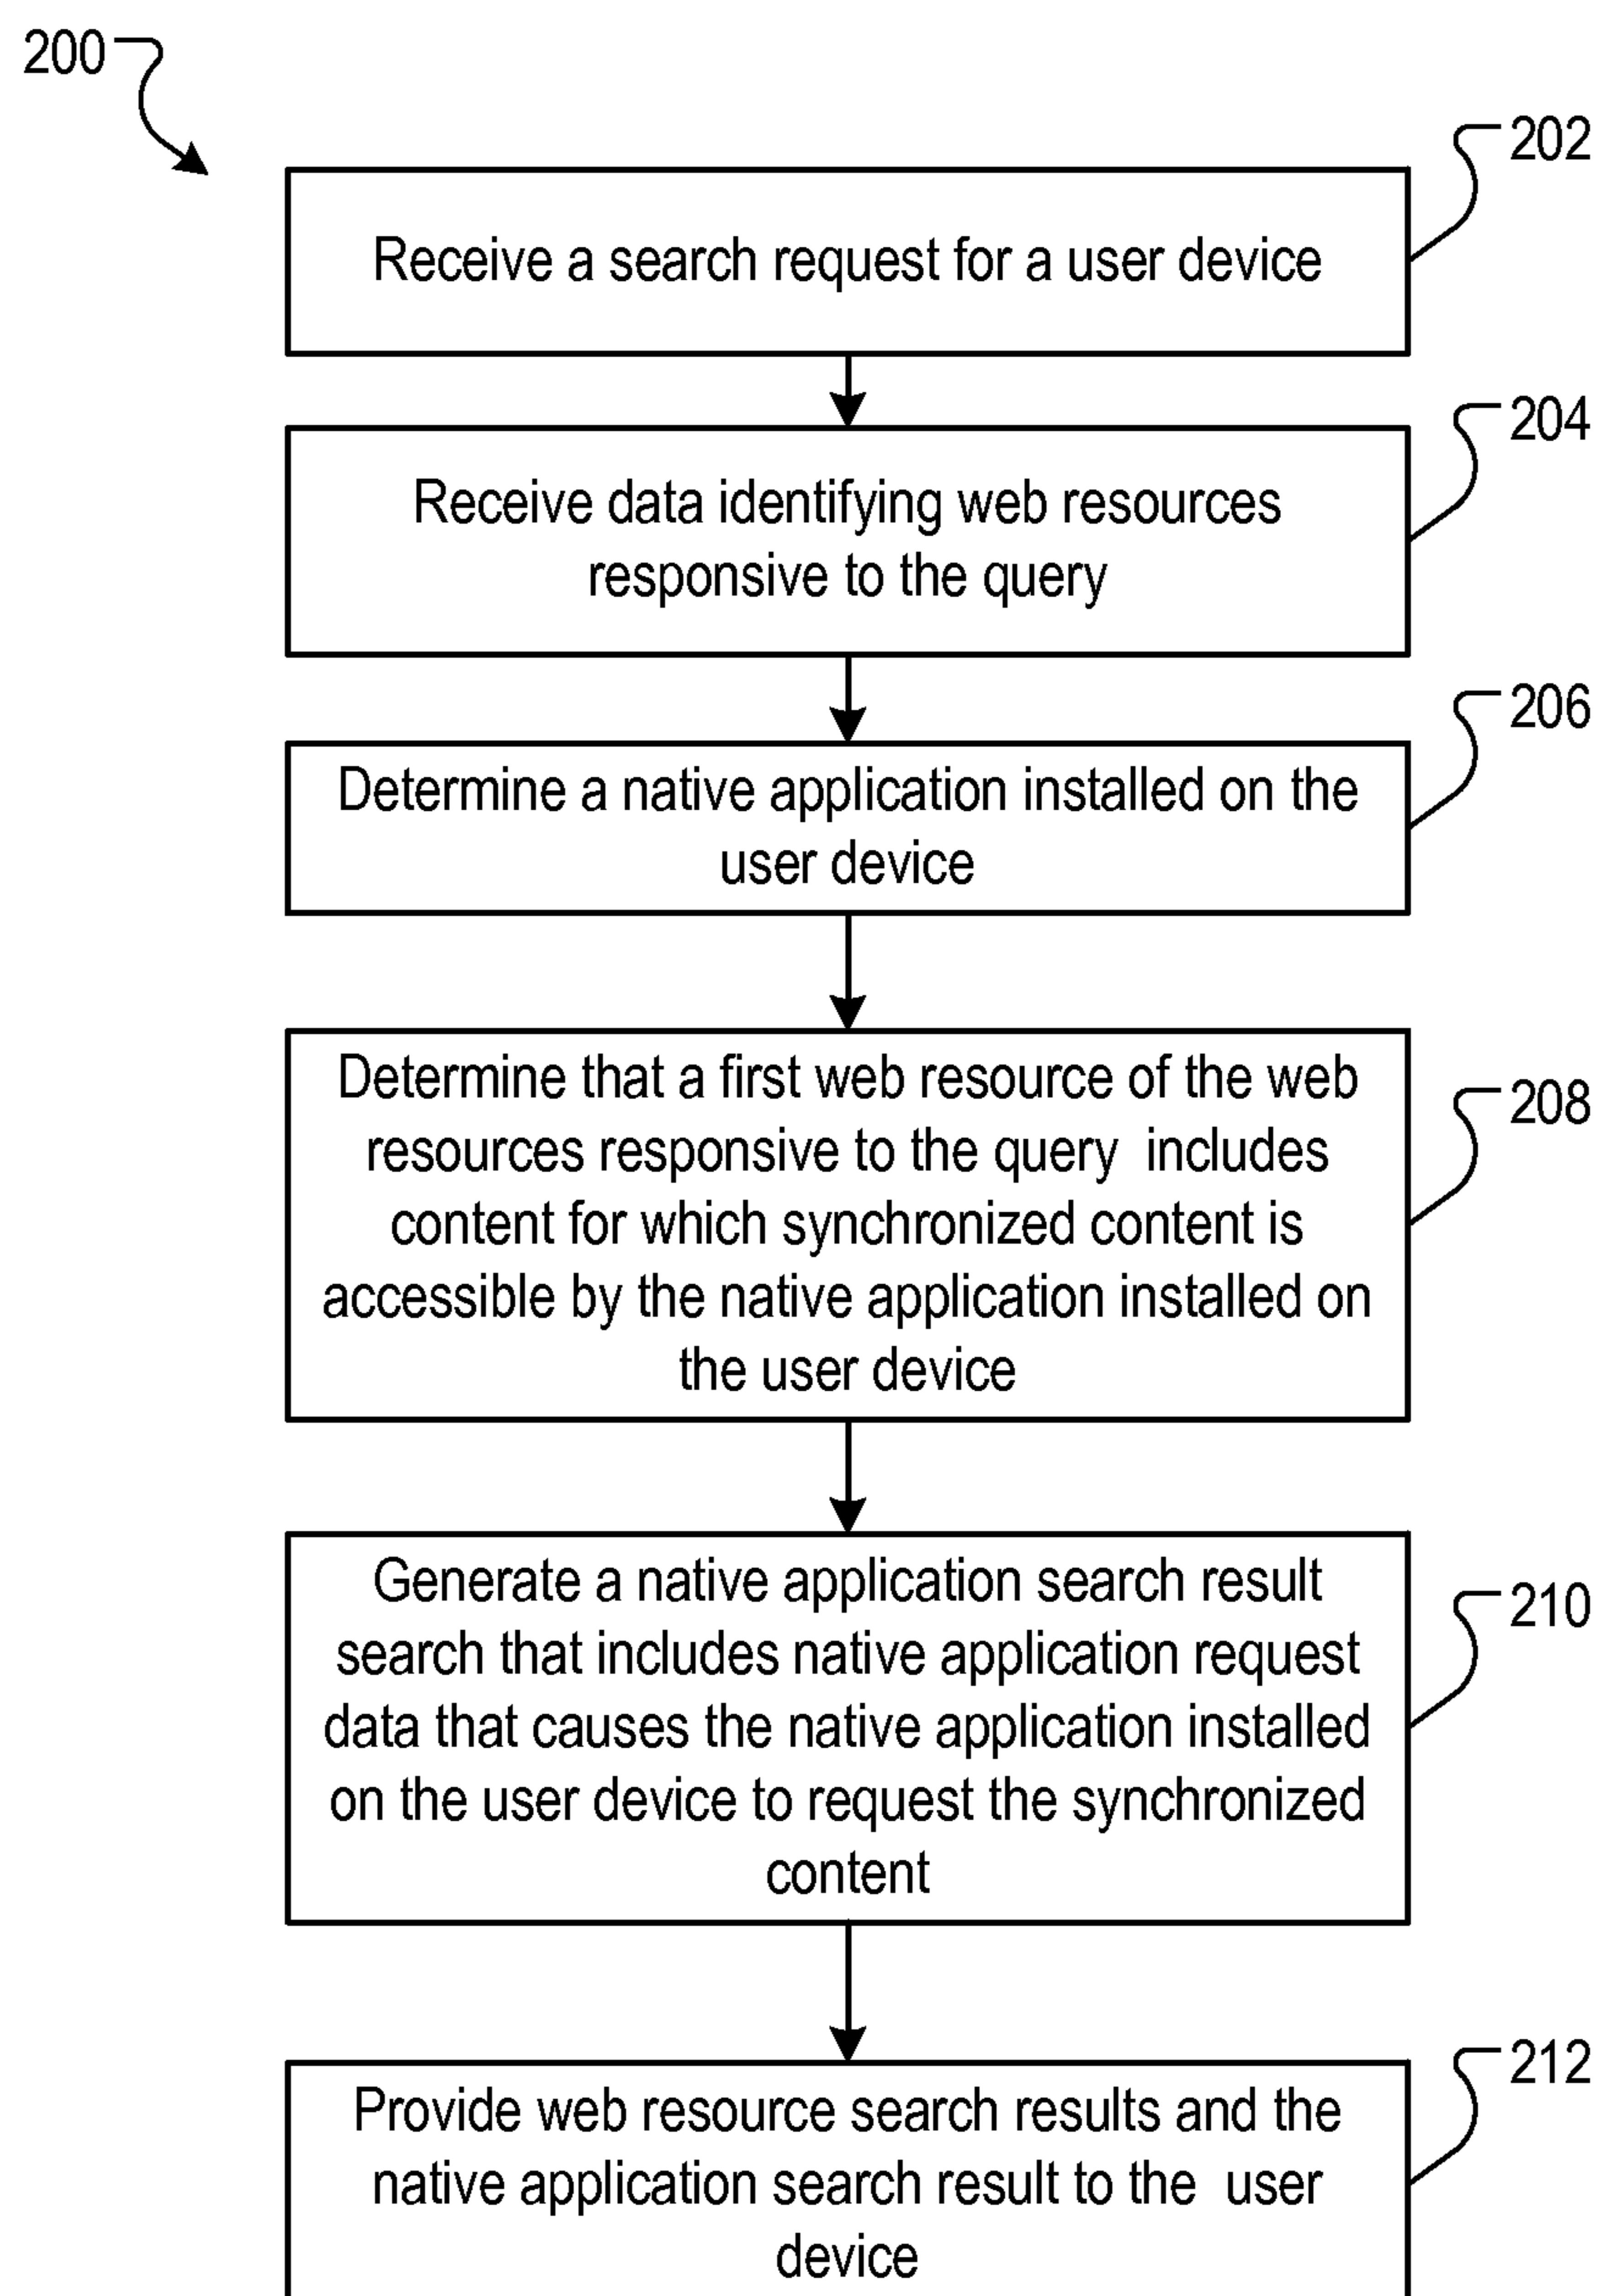 200
202
Receive a search request for a user device
204
Receive data identifying web resources
responsive to the query
206
Determine a native application installed on the
user device
208
Determine that a first web resource of the web
resources responsive to the query includes
content for which synchronized content is
accessible by the native application installed on
the user device
210
Generate a native application search result
search that includes native application request
data that causes the native application installed
on the user device to request the synchronized
content
212
Provide web resource search results and the
native application search result to the user
device